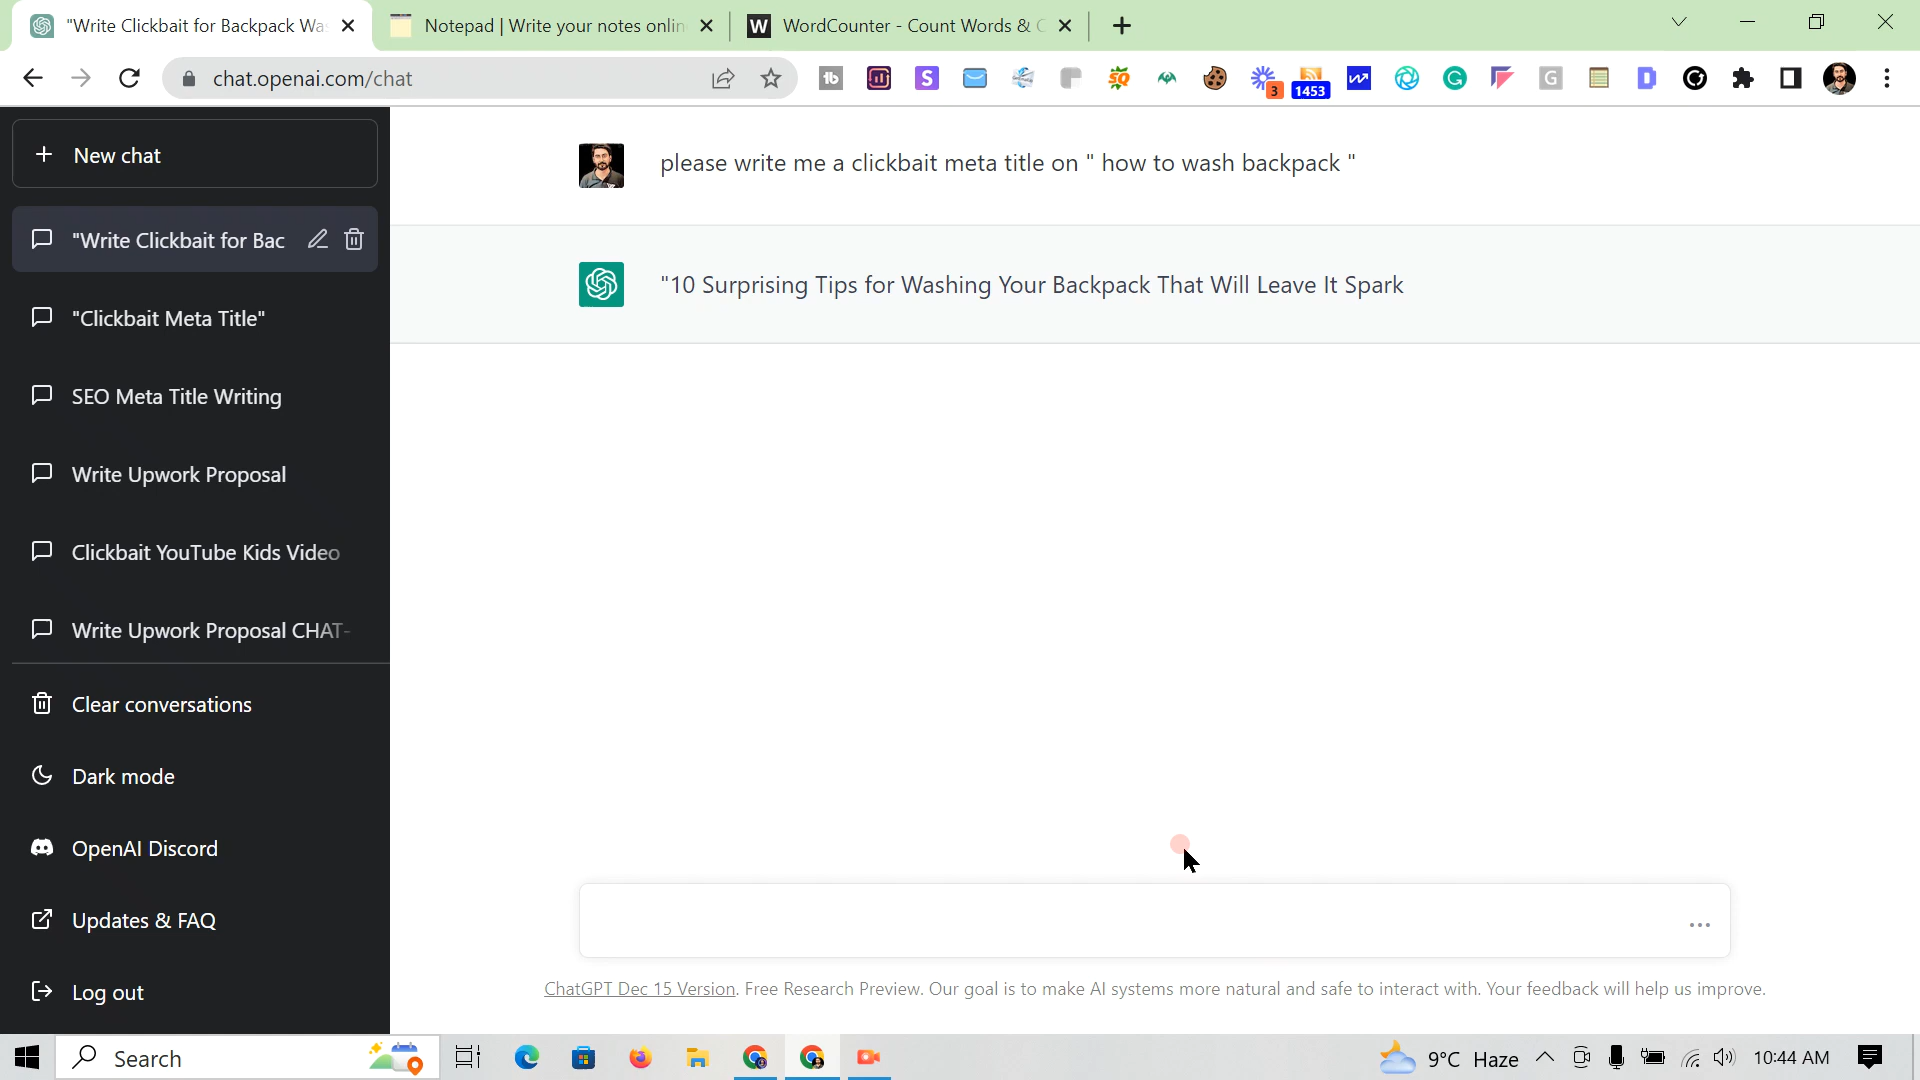 "Write Clickbait for Backpack Was
Notepad | Write your notes onlin
W WordCounter - Count Words & C
chat.openai.com/chat
tb
S
3
1453
G
G
D
New chat
please write me a clickbait meta title on " how to wash backpack "
"Write Clickbait for Bac
"10 Surprising Tips for Washing Your Backpack That Will Leave It Spark
"Clickbait Meta Title"
SEO Meta Title Writing
Write Upwork Proposal
Clickbait YouTube Kids Video
Write Upwork Proposal CHAT-
Clear conversations
Dark mode
OpenAI Discord
Updates & FAQ
Log out
ChatGPT Dec 15 Version. Free Research Preview. Our goal is to make AI systems more natural and safe to interact with. Your feedback will help us improve.
Search
9°C Haze
10:44 AM